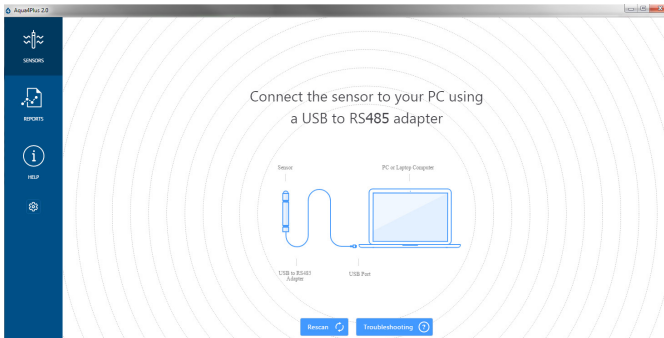 Aqua4Plus 2.0
SENSORS
REPORTS
HELP
Connect the sensor to your PC using
a USB to RS485 adapter
Sensor
PC or Laptop Computer
USB to RS485
Adapter
USB Port
Rescan
Troubleshooting